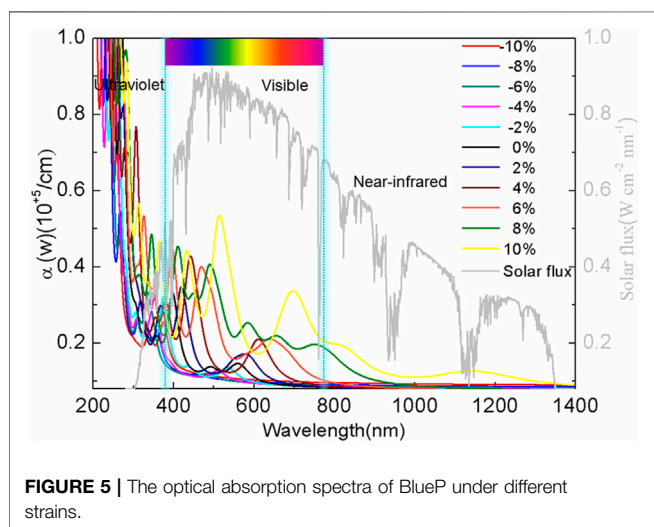 1.0
0.8
0.6
0.4
0.2
α (w)(10⁺⁵/cm)
Ultraviolet
Visible
Near-infrared
-10%
-8%
-6%
-4%
-2%
0%
2%
4%
6%
8%
10%
Solar flux
1.0
0.8
0.6
0.4
0.2
Solar flux(W cm⁻² nm⁻¹)
200 400 600 800 1000 1200 1400
Wavelength(nm)
FIGURE 5 | The optical absorption spectra of BlueP under different
strains.